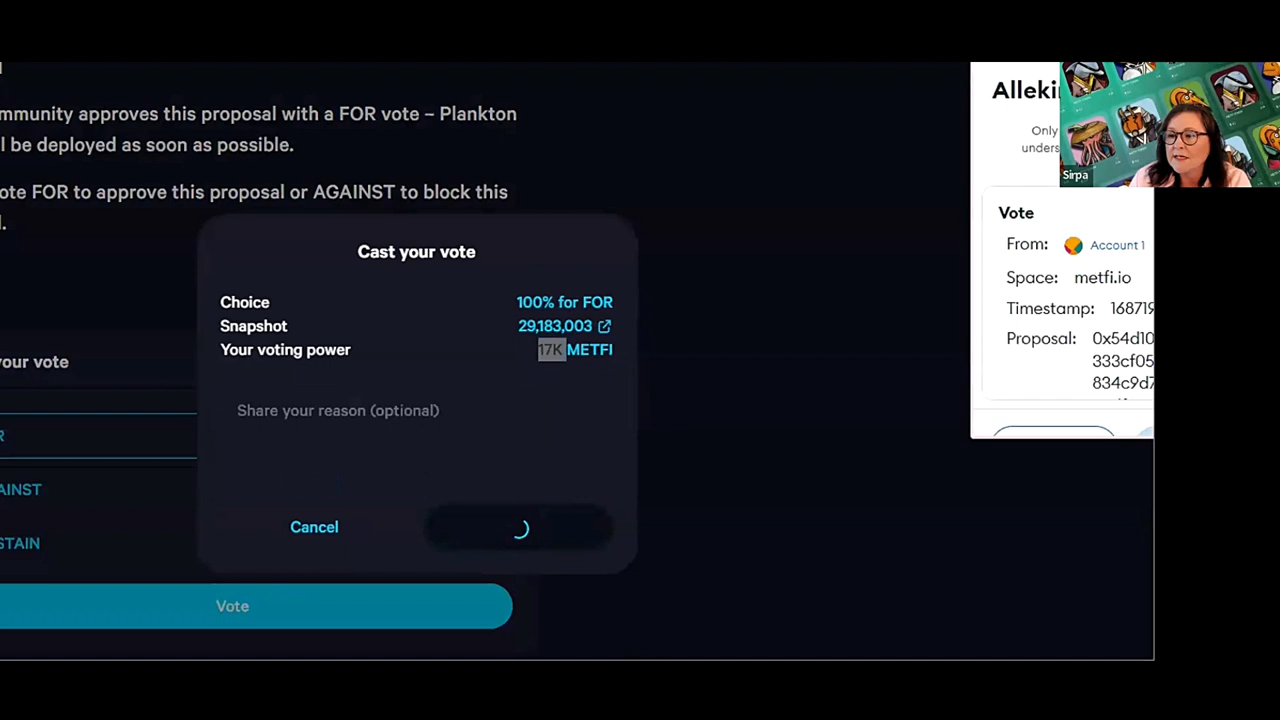 mmunity approves this proposal with a FOR vote – Plankton
l be deployed as soon as possible.
ote FOR to approve this proposal or AGAINST to block this
Cast your vote
Choice 100% for FOR
Snapshot 29,183,003
Your voting power 17K METFI
Share your reason (optional)
Cancel
your vote
R
AINST
STAIN
Vote
Alleki
Only
unders
Sirpa
Vote
From: Account 1
Space: metfi.io
Timestamp: 168719
Proposal: 0x54d10
333cf05
834c9d7